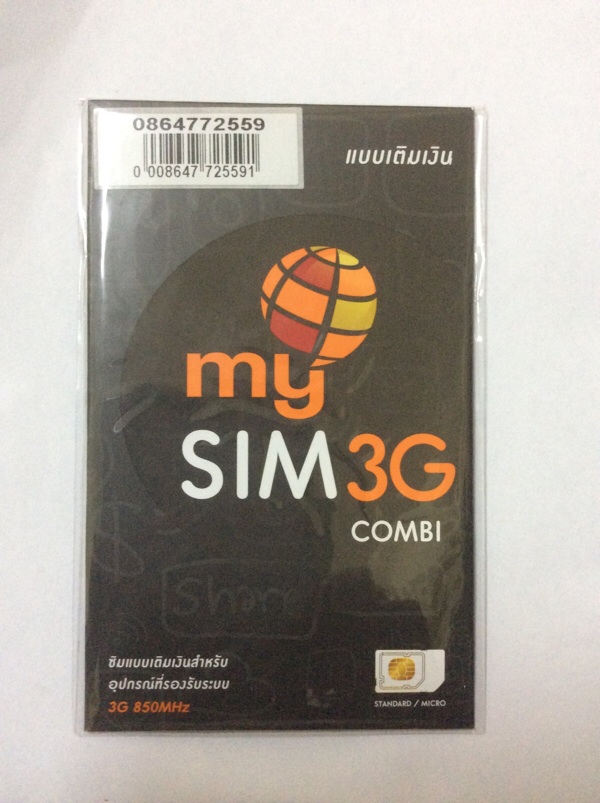 0864772559
0 008647 725591
แบบเติมเงิน
my
SIM3G
COMBI
Share
ซิมแบบเติมเงินสำหรับ
อุปกรณ์ที่รองรับระบบ
3G 850MHz
STANDARD / MICRO